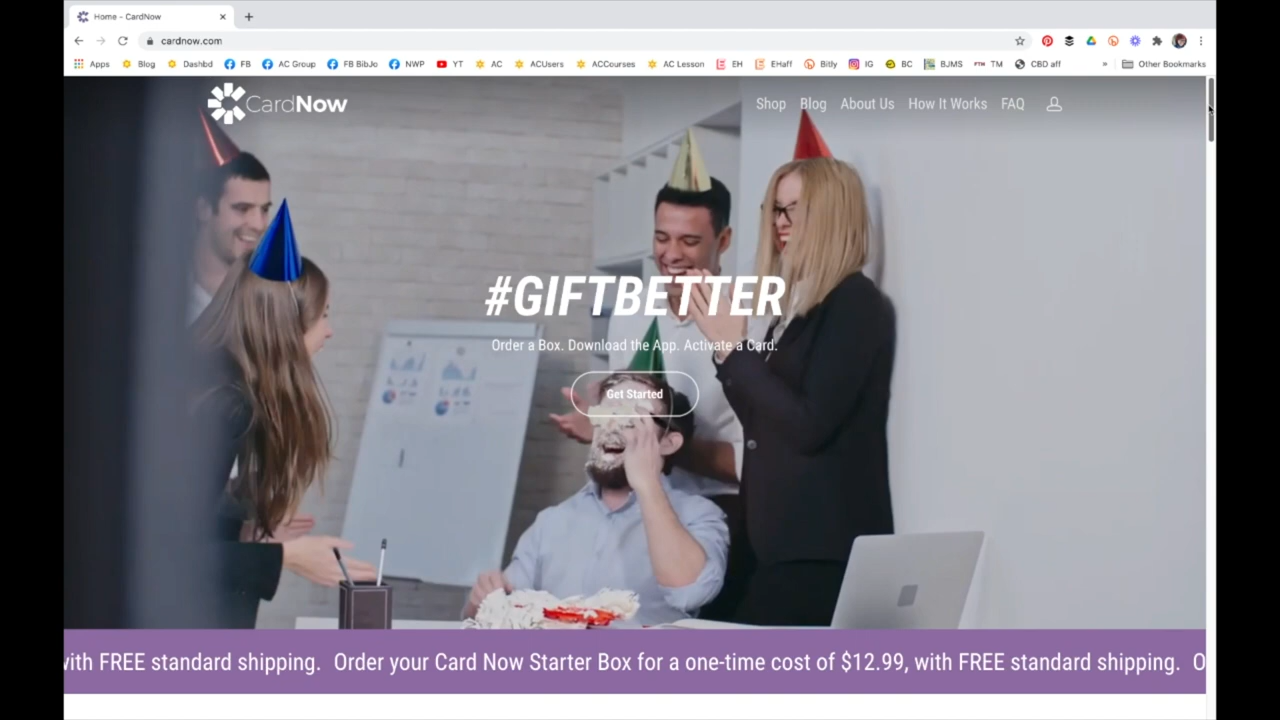 Home - CardNow
cardnow.com
Apps Blog Dashbd FB AC Group FB BibJo NWP YT AC ACUsers ACCourses AC Lesson EH EHaff Bitly IG BC BJMS FTH TM CBD aff » Other Bookmarks
CardNow
Shop Blog About Us How It Works FAQ
#GIFTBETTER
Order a Box. Download the App. Activate a Card.
Get Started
with FREE standard shipping. Order your Card Now Starter Box for a one-time cost of $12.99, with FREE standard shipping. O